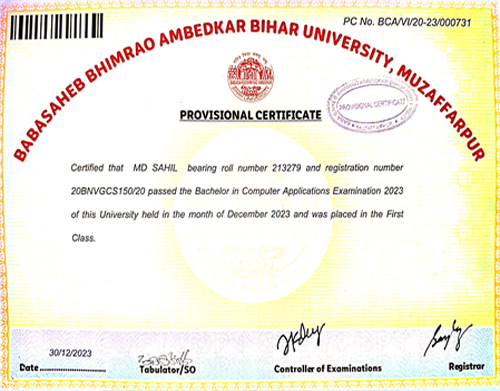 PC No. BCA/VI/20-23/000731
BABASAHEB BHIMRAO AMBEDKAR BIHAR UNIVERSITY, MUZAFFARPUR
PROVISIONAL CERTIFICATE
PROVISIONAL CERTIFICATE
Certified that MD SAHIL bearing roll number 213279 and registration number
20BNVGCS150/20 passed the Bachelor in Computer Applications Examination 2023
of this University held in the month of December 2023 and was placed in the First
Class.
30/12/2023
Date
Tabulator/SO
Controller of Examinations
Registrar